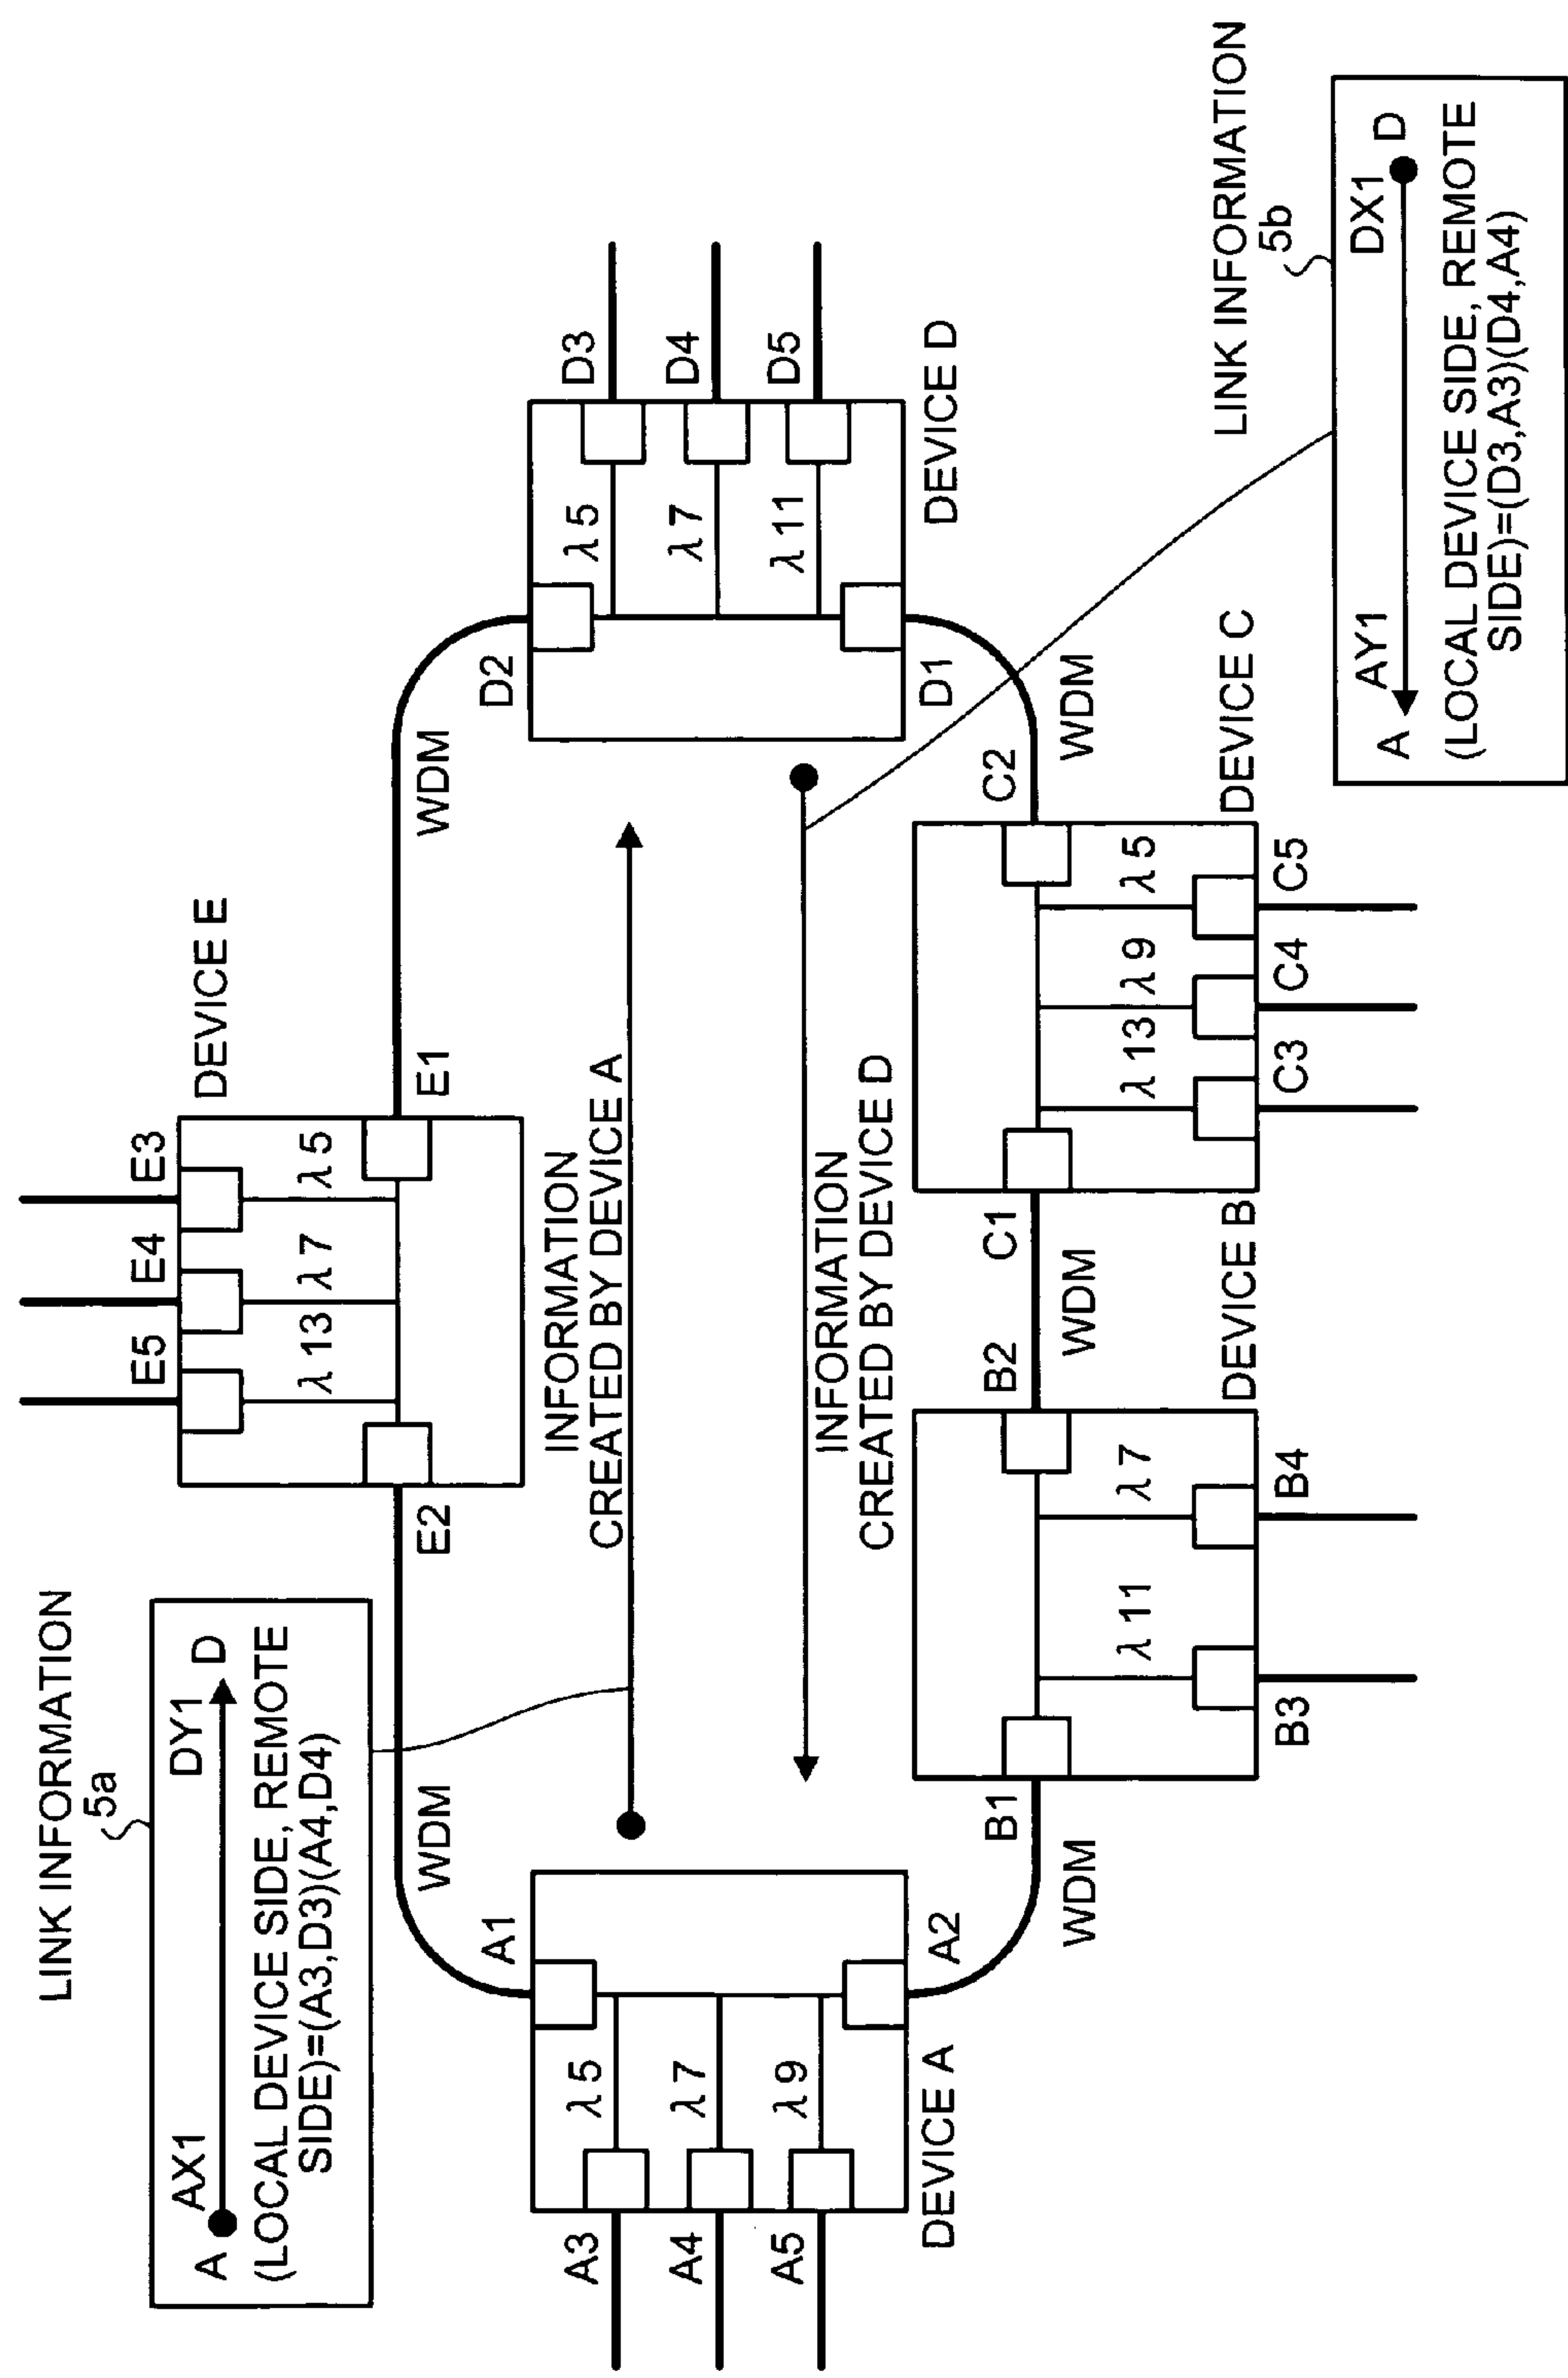 LINK INFORMATION
5a
A
AX1
DY1
D
(LOCAL DEVICE SIDE, REMOTE
SIDE)=(A3,D3)(A4,D4)
E5
E4
E3
DEVICE E
λ13
λ7
λ5
E2
E1
WDM
WDM
A1
D2
INFORMATION
CREATED BY DEVICE A
A3
λ5
A4
λ7
A5
λ9
DEVICE A
A2
λ5
D3
λ7
D4
λ11
D5
DEVICE D
D1
INFORMATION
CREATED BY DEVICE D
B1
B2
C1
C2
WDM
WDM
WDM
λ11
λ7
B3
B4
DEVICE B
λ13
λ9
λ5
C3
C4
C5
DEVICE C
LINK INFORMATION
5b
A
AY1
DX1
D
(LOCAL DEVICE SIDE, REMOTE
SIDE)=(D3,A3)(D4,A4)